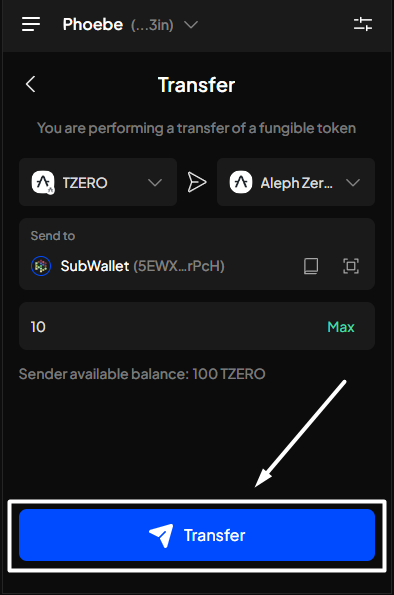 Phoebe (...3in)
Transfer
You are performing a transfer of a fungible token
TZERO
Aleph Zer...
Send to
SubWallet (5EWX...rPcH)
10 Max
Sender available balance: 100 TZERO
Transfer